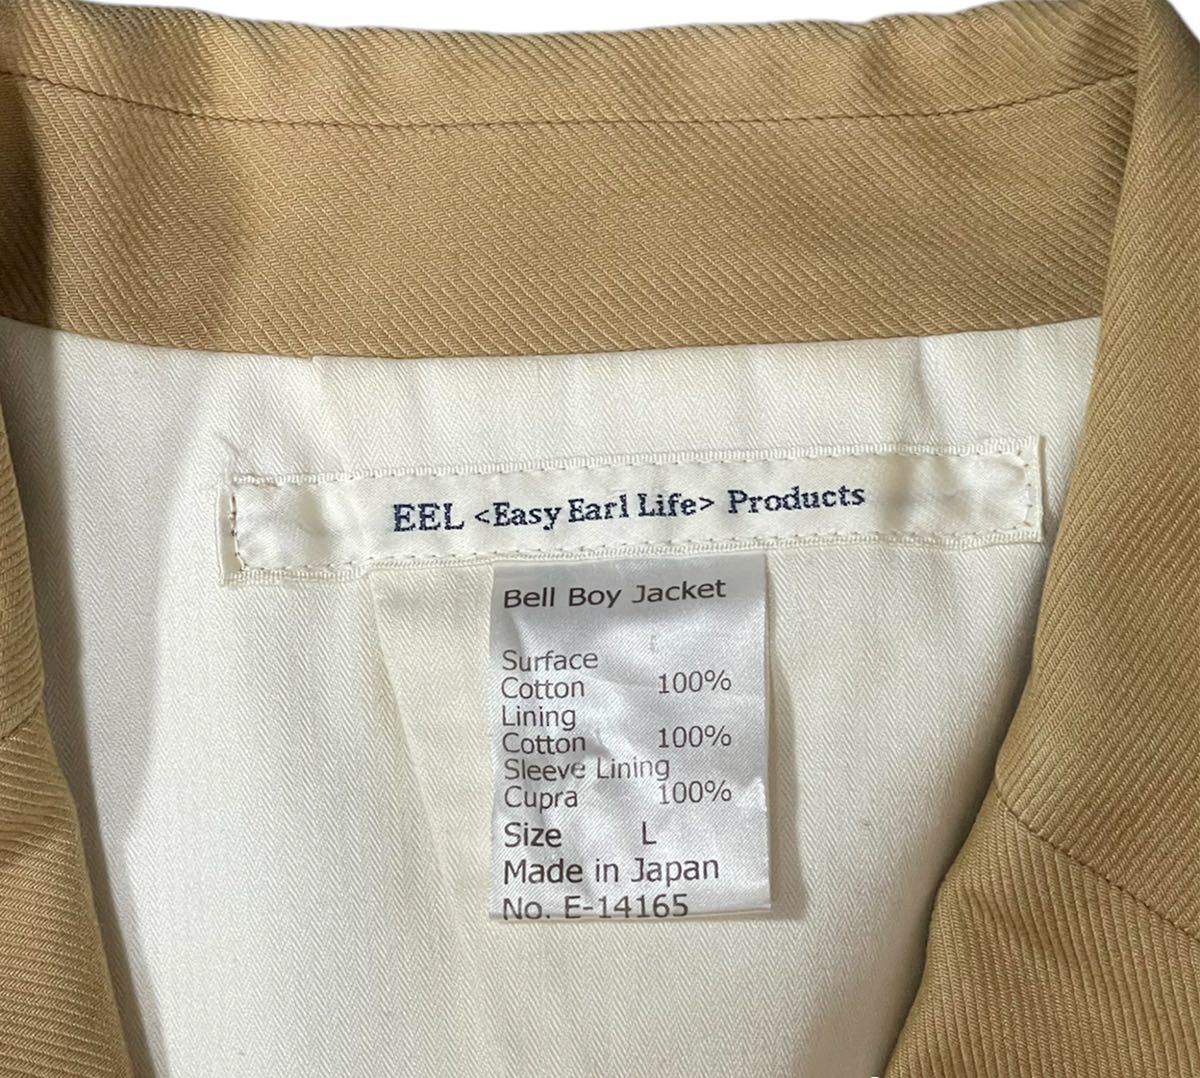 EEL <Easy Earl Life> Products
Bell Boy Jacket
Surface
Cotton 100%
Lining
Cotton 100%
Sleeve Lining
Cupra 100%
Size L
Made in Japan
No. E-14165